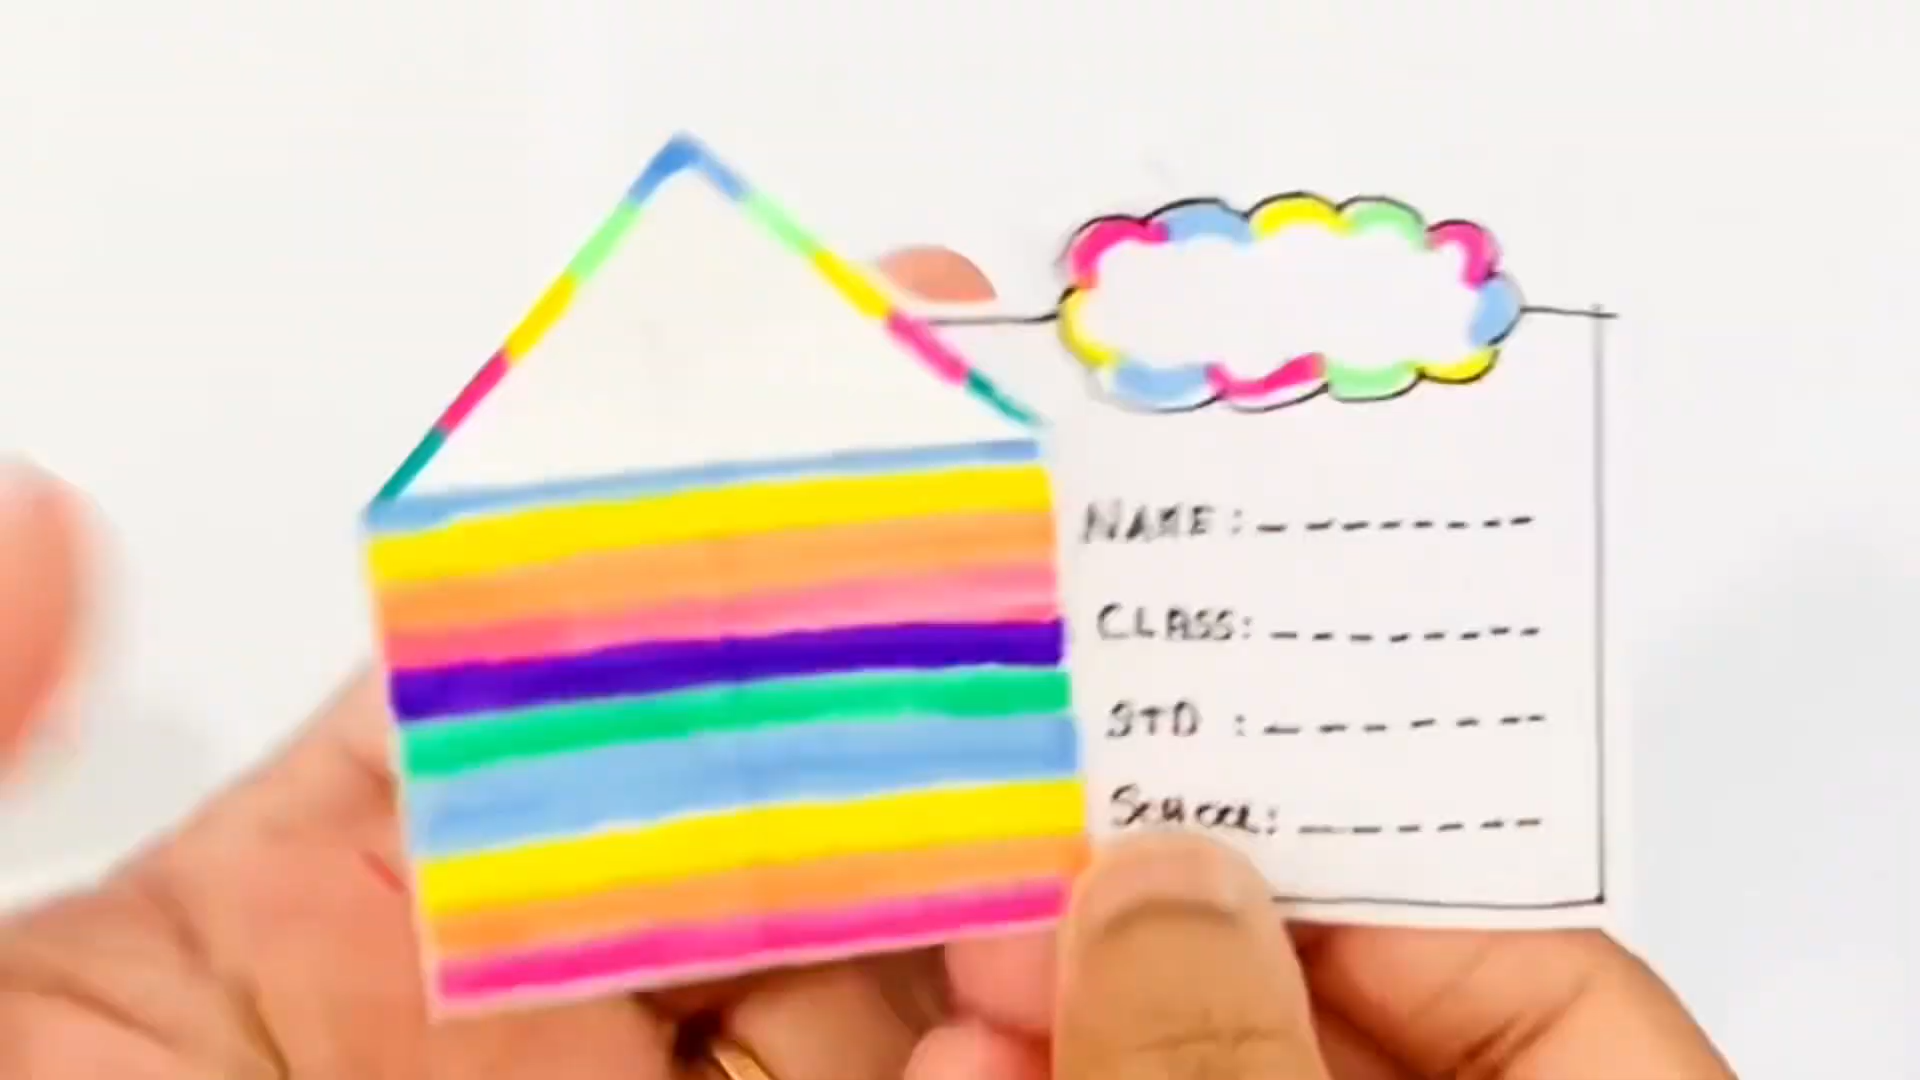 NAME: --------
CLASS: --------
STD : --------
SCHOOL: ------